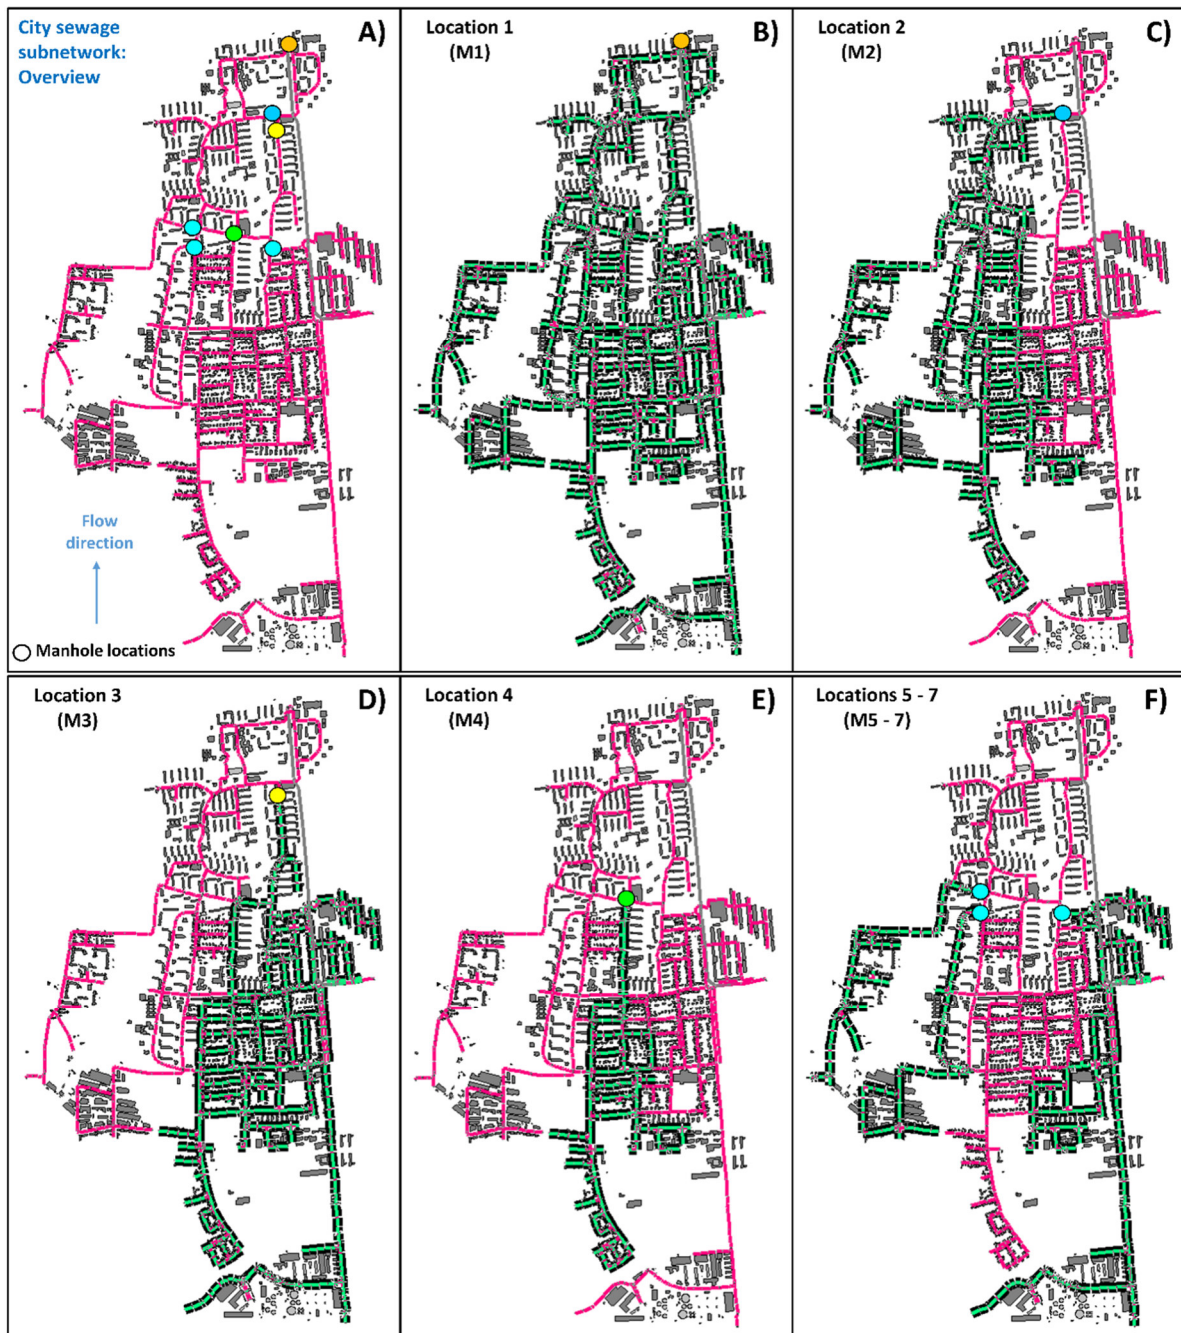 City sewage
subnetwork:
Overview
A)
Flow
direction
Manhole locations
Location 1
(M1)
B)
Location 2
(M2)
C)
Location 3
(M3)
D)
Location 4
(M4)
E)
Locations 5 - 7
(M5 - 7)
F)